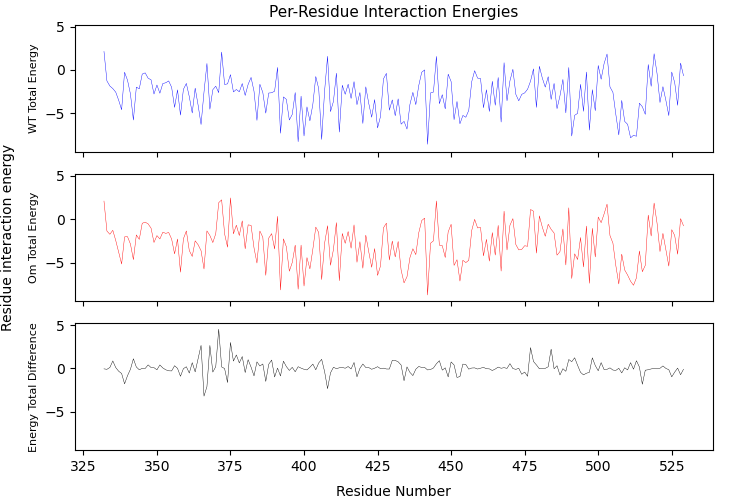 Per-Residue Interaction Energies
Residue interaction energy
WT Total Energy
5
0
−5
Om Total Energy
5
0
−5
Energy Total Difference
5
0
−5
325 350 375 400 425 450 475 500 525
Residue Number